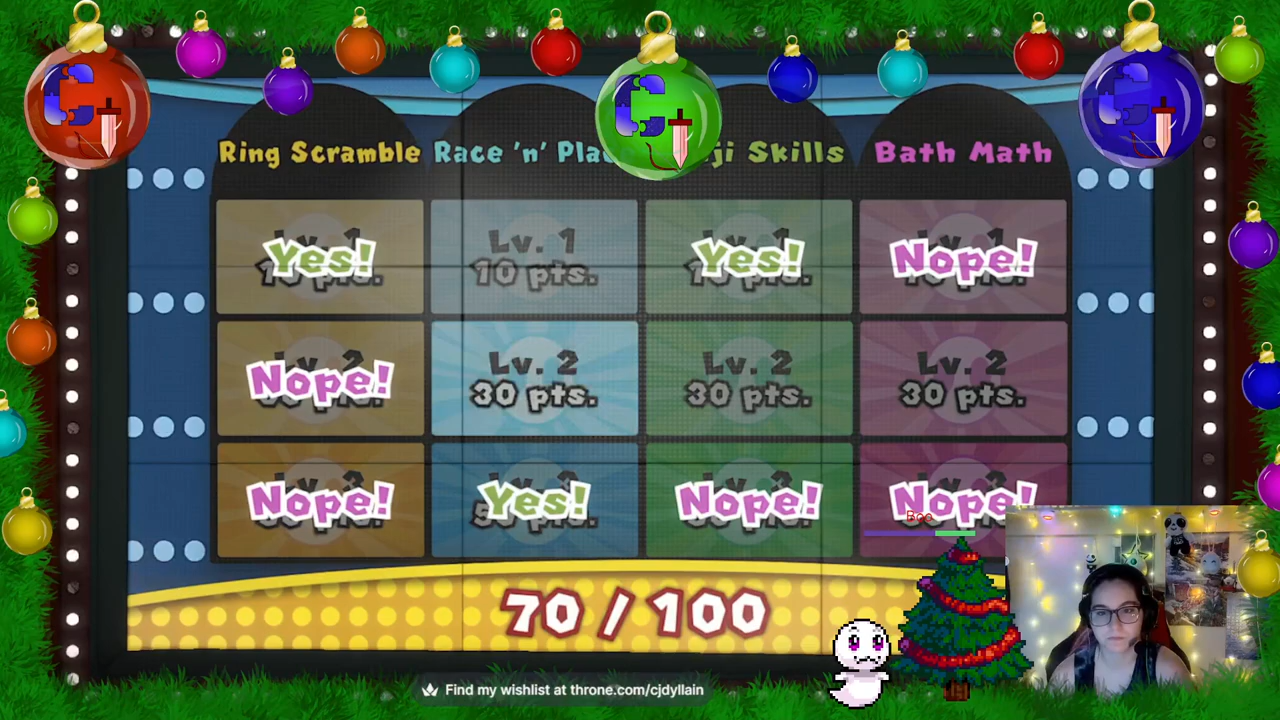 Ring Scramble
Race 'n' Pla
ji Skills
Bath Math
Yes!
Lv. 1
10 pts.
Yes!
Nope!
Nope!
Lv. 2
30 pts.
Lv. 2
30 pts.
Lv. 2
30 pts.
Nope!
Yes!
Nope!
Nope!
Boo
70 / 100
Find my wishlist at throne.com/cjdyllain